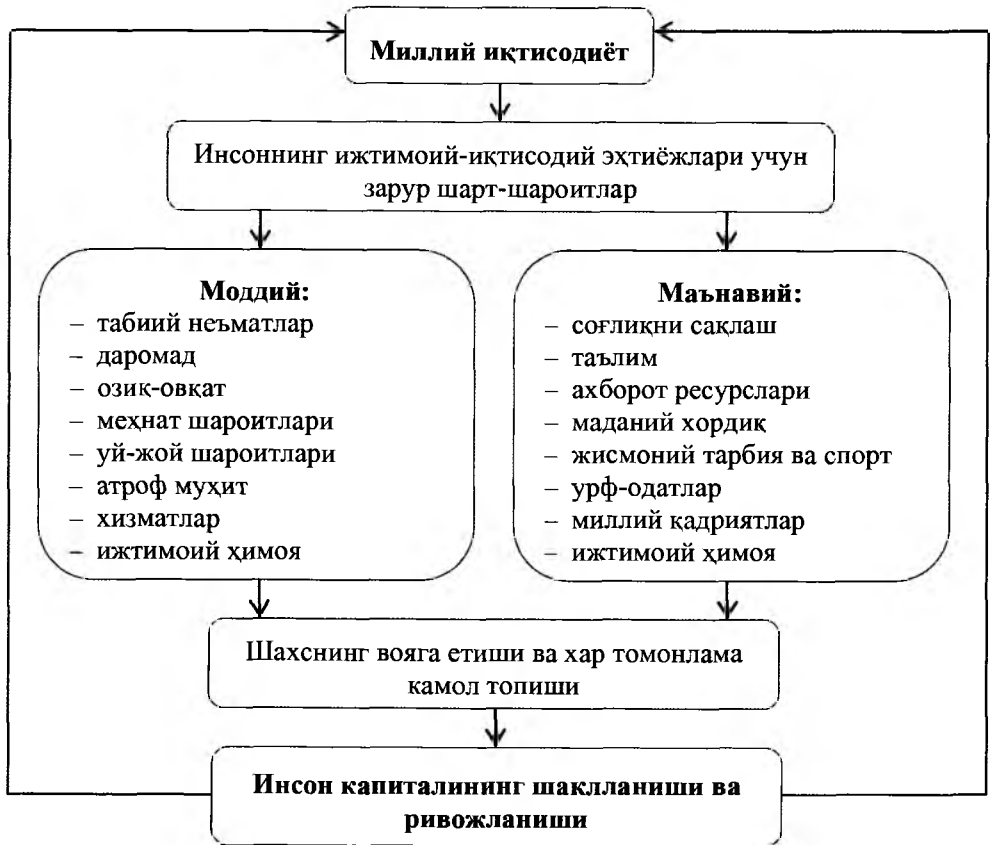 Миллий иқтисодиёт
Инсоннинг ижтимоий-иқтисодий эҳтиёжлари учун
зарур шарт-шароитлар
Моддий:
– табиий неъматлар
– даромад
– озиқ-овқат
– меҳнат шароитлари
– уй-жой шароитлари
– атроф муҳит
– хизматлар
– ижтимоий ҳимоя
Маънавий:
– соғлиқни сақлаш
– таълим
– ахборот ресурслари
– маданий хордиқ
– жисмоний тарбия ва спорт
– урф-одатлар
– миллий қадриятлар
– ижтимоий ҳимоя
Шахснинг вояга етиши ва хар томонлама
камол топиши
Инсон капиталининг шаклланиши ва
ривожланиши